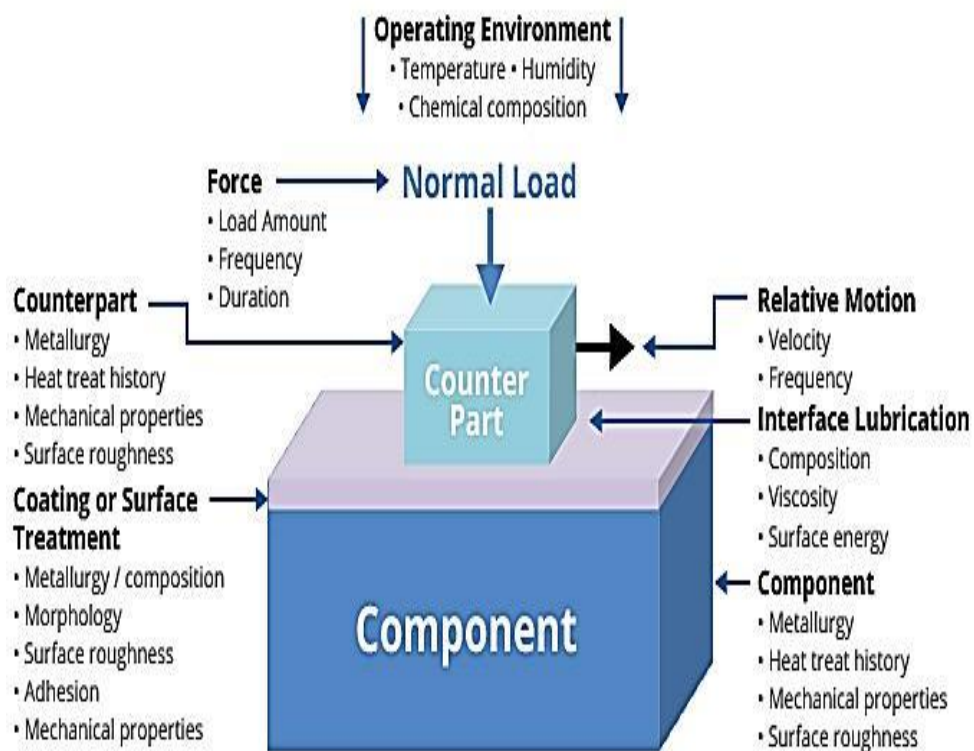 Operating Environment
• Temperature • Humidity
• Chemical composition
Force
Normal Load
• Load Amount
• Frequency
• Duration
Counterpart
• Metallurgy
• Heat treat history
• Mechanical properties
• Surface roughness
Relative Motion
• Velocity
• Frequency
Counter
Part
Interface Lubrication
• Composition
• Viscosity
• Surface energy
Coating or Surface
Treatment
• Metallurgy / composition
• Morphology
• Surface roughness
• Adhesion
• Mechanical properties
Component
Component
• Metallurgy
• Heat treat history
• Mechanical properties
• Surface roughness